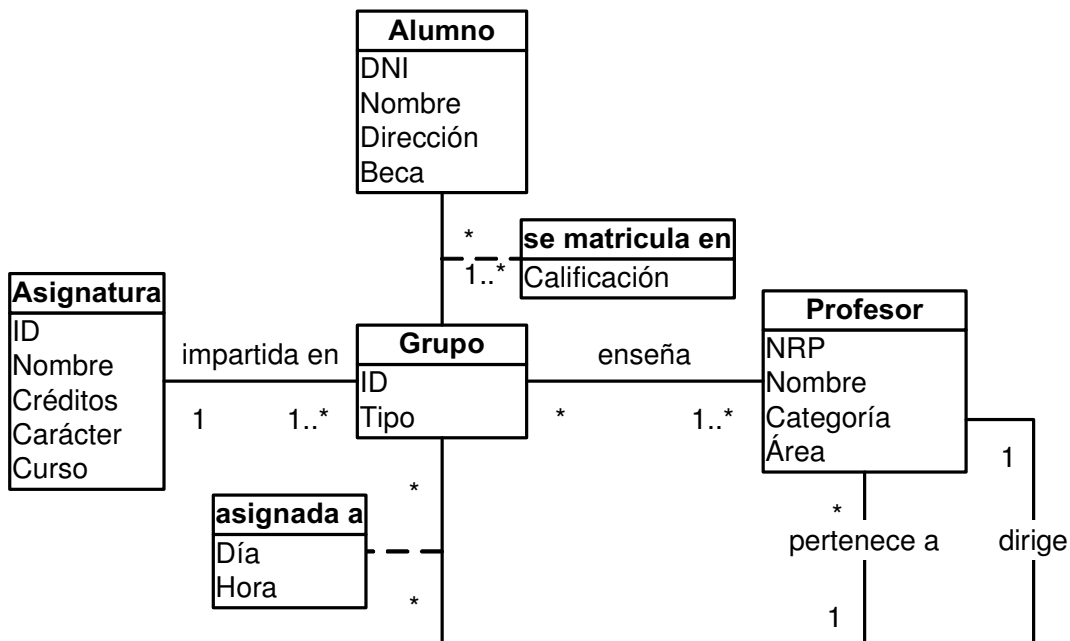 Alumno
DNI
Nombre
Dirección
Beca
*
1..*
se matricula en
Calificación
Asignatura
ID
Nombre
Créditos
Carácter
Curso
impartida en
1
1..*
Grupo
ID
Tipo
enseña
*
1..*
Profesor
NRP
Nombre
Categoría
Área
*
asignada a
Día
Hora
*
*
pertenece a
1
1
dirige